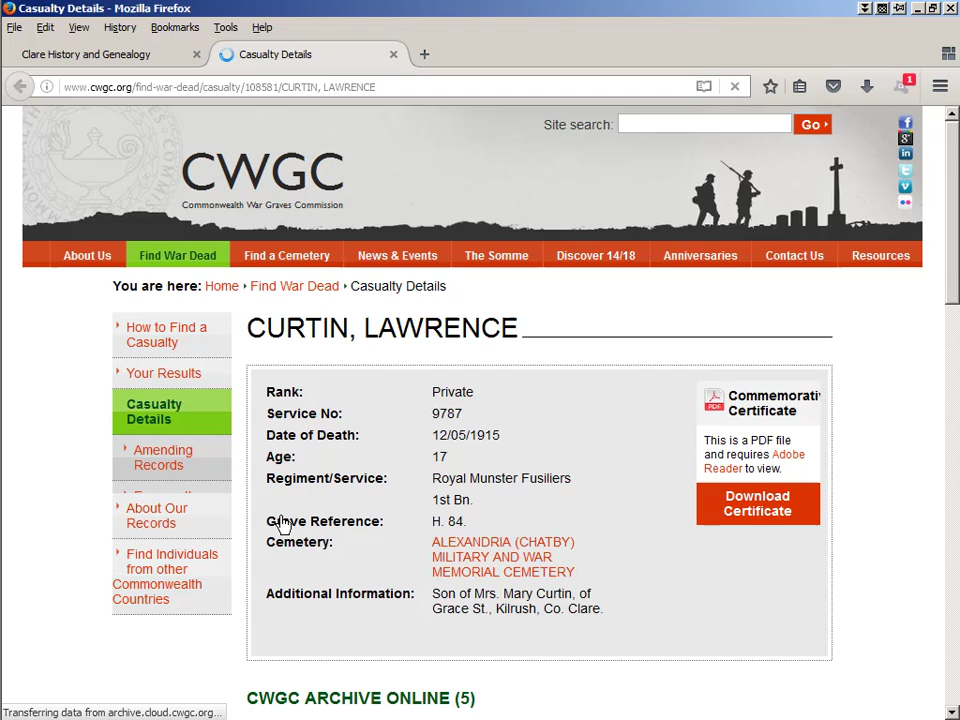 Casualty Details - Mozilla Firefox
File Edit View History Bookmarks Tools Help
Clare History and Genealogy
Casualty Details
www.cwgc.org/find-war-dead/casualty/108581/CURTIN, LAWRENCE
1
Site search:
Go
CWGC
Commonwealth War Graves Commission
About Us
Find War Dead
Find a Cemetery
News & Events
The Somme
Discover 14/18
Anniversaries
Contact Us
Resources
You are here: Home Find War Dead Casualty Details
How to Find a
Casualty
Your Results
Casualty
Details
Amending
Records
About Our
Records
Find Individuals
from other
Commonwealth
Countries
CURTIN, LAWRENCE
Rank: Private
Service No: 9787
Date of Death: 12/05/1915
Age: 17
Regiment/Service: Royal Munster Fusiliers
1st Bn.
Grave Reference: H. 84.
Cemetery: ALEXANDRIA (CHATBY)
MILITARY AND WAR
MEMORIAL CEMETERY
Additional Information: Son of Mrs. Mary Curtin, of
Grace St., Kilrush, Co. Clare.
PDF
Commemorati
Certificate
This is a PDF file
and requires Adobe
Reader to view.
Download
Certificate
CWGC ARCHIVE ONLINE (5)
Transferring data from archive.cloud.cwgc.org...